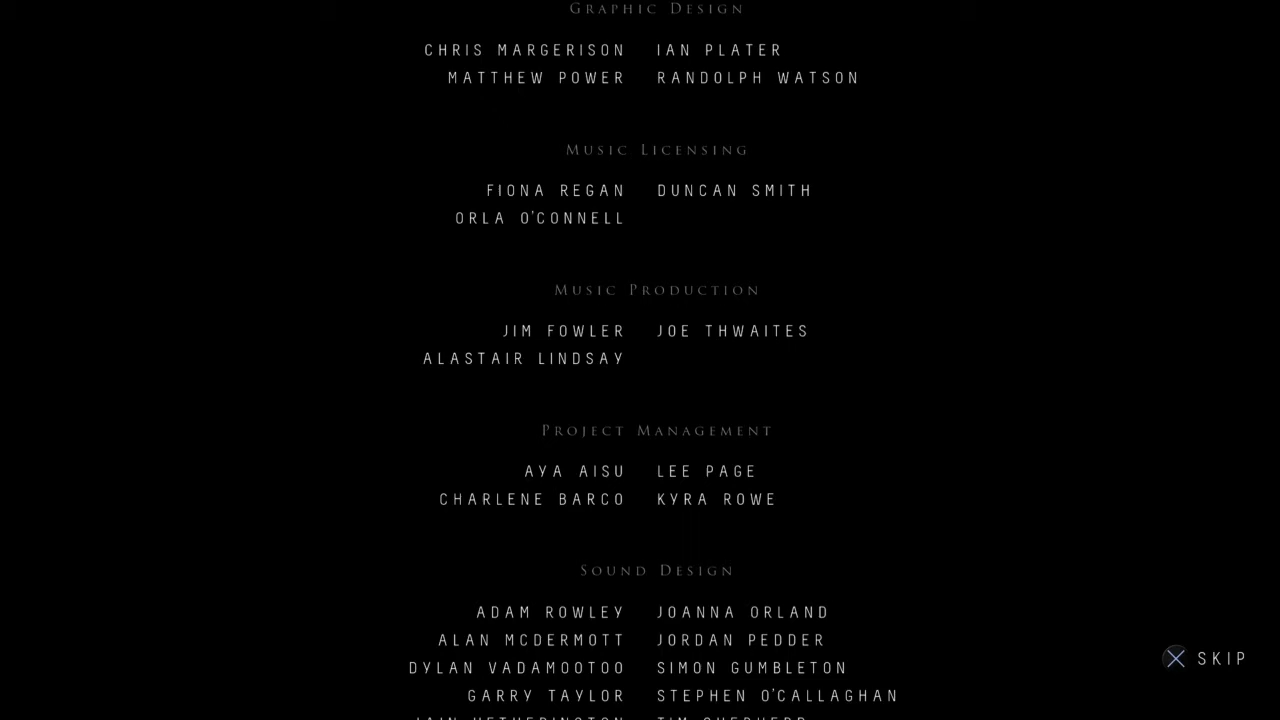 GRAPHIC DESIGN
CHRIS MARGERISON IAN PLATER
MATTHEW POWER RANDOLPH WATSON
MUSIC LICENSING
FIONA REGAN DUNCAN SMITH
ORLA O'CONNELL
MUSIC PRODUCTION
JIM FOWLER JOE THWAITES
ALASTAIR LINDSAY
PROJECT MANAGEMENT
AYA AISU LEE PAGE
CHARLENE BARCO KYRA ROWE
SOUND DESIGN
ADAM ROWLEY JOANNA ORLAND
ALAN MCDERMOTT JORDAN PEDDER
DYLAN VADAMOOTOO SIMON GUMBLETON
SKIP
GARRY TAYLOR STEPHEN O'CALLAGHAN